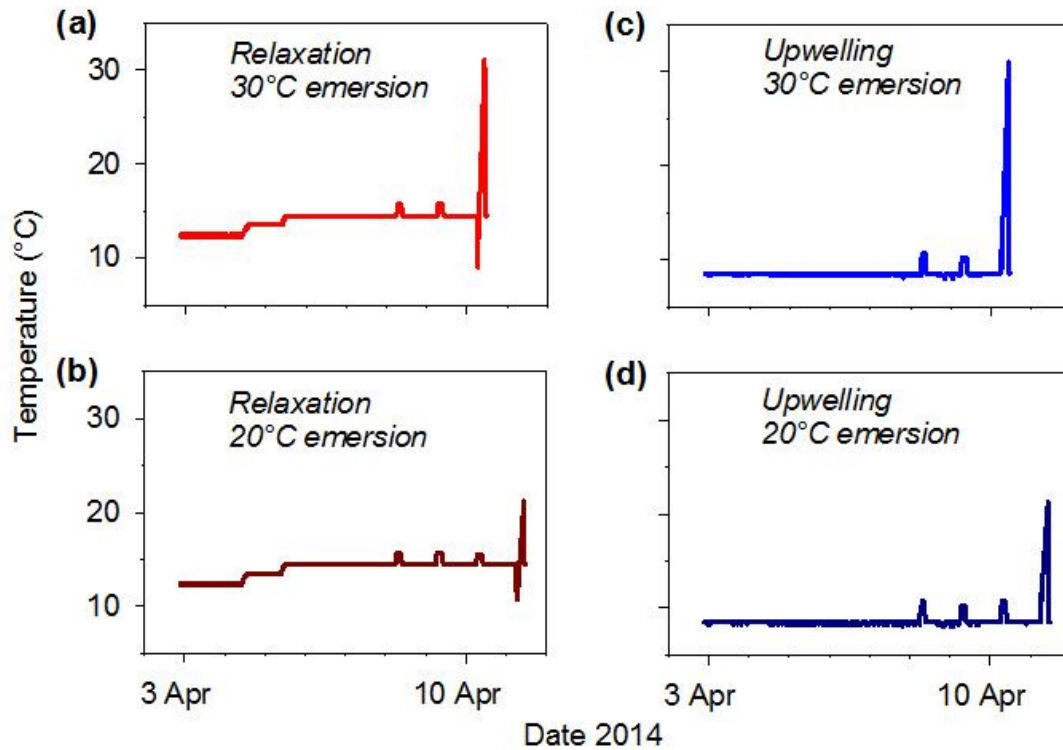 (a)
Relaxation
30°C emersion
30
20
10
(c)
Upwelling
30°C emersion
(b)
Relaxation
20°C emersion
30
20
10
(d)
Upwelling
20°C emersion
Temperature (°C)
3 Apr
10 Apr
3 Apr
10 Apr
Date 2014